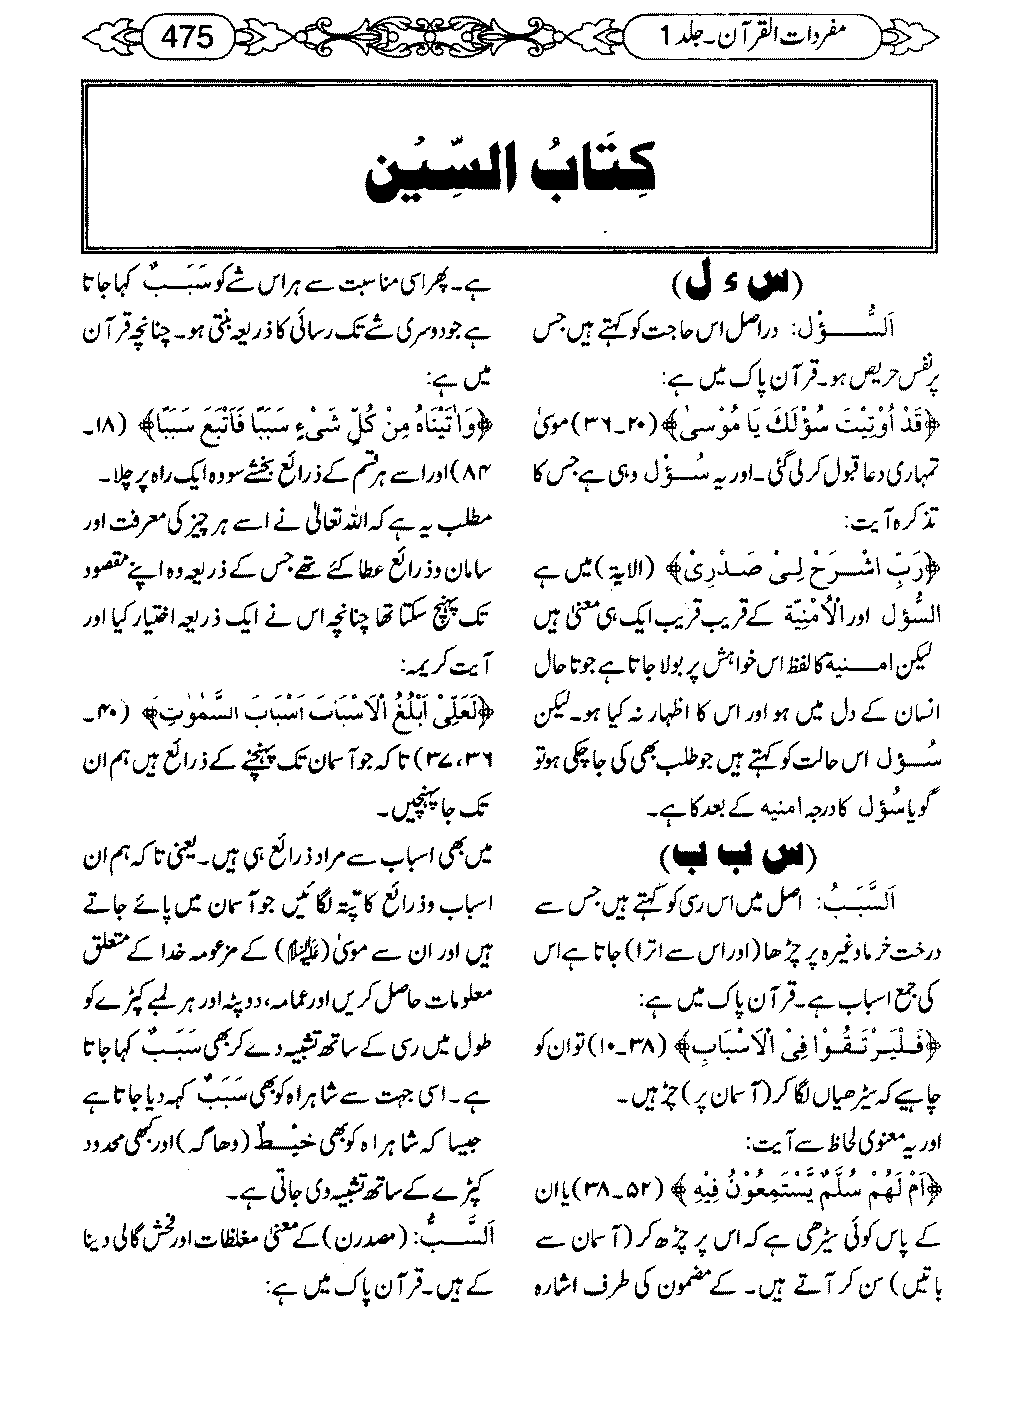 مفردات القرآن۔جلد 1
475
كِتَابُ السِّيْن
(س ء ل)
اَلسُّؤل: دراصل اس حاجت کو کہتے ہیں جس
پر نفس حریص ہو۔ قرآن پاک میں ہے:
﴿قَدْ اُوْتِيْتَ سُؤْلَكَ يَا مُوْسٰى﴾ (۲۰۔۳۶) موسیٰ
تمہاری دعا قبول کرلی گئی۔ اور یہ سُؤل وہی ہے جس کا
تذکرہ آیت:
﴿رَبِّ اشْرَحْ لِىْ صَدْرِىْ﴾ (الایۃ) میں ہے
السُّؤل اور الْاُمْنِيَّة کے قریب قریب ایک ہی معنیٰ ہیں
لیکن امنیۃ کا لفظ اس خواہش پر بولا جاتا ہے جو تا حال
انسان کے دل میں ہو اور اس کا اظہار نہ کیا ہو۔ لیکن
سُؤل اس حالت کو کہتے ہیں جو طلب بھی کی جا چکی ہو تو
گویا سُؤل کا درجہ امنیه کے بعد کا ہے۔
(س ب ب)
اَلسَّبَبُ: اصل میں اس رسی کو کہتے ہیں جس سے
درخت خرما وغیرہ پر چڑھا (اور اس سے اترا) جاتا ہے اس
کی جمع اسباب ہے۔ قرآن پاک میں ہے:
﴿فَلْيَرْتَقُوْا فِى الْاَسْبَابِ﴾ (۳۸۔۱۰) تو ان کو
چاہیے کہ سیڑھیاں لگا کر (آسمان پر) چڑھیں۔
اور یہ معنوی لحاظ سے آیت:
﴿اَمْ لَهُمْ سُلَّمٌ يَّسْتَمِعُوْنَ فِيْهِ﴾ (۵۲۔۳۸) یا ان
کے پاس کوئی سیڑھی ہے کہ اس پر چڑھ کر (آسمان سے
باتیں) سن کر آتے ہیں۔ کے مضمون کی طرف اشارہ
ہے۔ پھر اسی مناسبت سے ہر اس شے کو سَبَبٌ کہا جاتا
ہے جو دوسری شے تک رسائی کا ذریعہ بنتی ہو۔ چنانچہ قرآن
میں ہے:
﴿وَاٰتَيْنَاهُ مِنْ كُلِّ شَىْءٍ سَبَبًا فَاَتْبَعَ سَبَبًا﴾ (۱۸۔
۸۴) اور اسے ہر قسم کے ذرائع بخشے سو وہ ایک راہ پر چلا۔
مطلب یہ ہے کہ اللہ تعالیٰ نے اسے ہر چیز کی معرفت اور
سامان و ذرائع عطا کئے تھے جس کے ذریعہ وہ اپنے مقصود
تک پہنچ سکتا تھا چنانچہ اس نے ایک ذریعہ اختیار کیا اور
آیت کریمہ:
﴿لَعَلِّىْ اَبْلُغُ الْاَسْبَابَ اَسْبَابَ السَّمٰوٰتِ﴾ (۴۰۔
۳۶، ۳۷) تا کہ جو آسمان تک پہنچنے کے ذرائع ہیں ہم ان
تک جا پہنچیں۔
میں بھی اسباب سے مراد ذرائع ہی ہیں۔ یعنی تا کہ ہم ان
اسباب و ذرائع کا پتہ لگائیں جو آسمان میں پائے جاتے
ہیں اور ان سے موسیٰ (علیہ السلام) کے مزعومہ خدا کے متعلق
معلومات حاصل کریں اور عمامہ، دوپٹہ اور ہر لمبے کپڑے کو
طول میں رسی کے ساتھ تشبیہ دے کر بھی سَبَبٌ کہا جاتا
ہے۔ اسی جہت سے شاہراہ کو بھی سَبَبٌ کہہ دیا جاتا ہے
جیسا کہ شاہراہ کو بھی خَيْطٌ (دھاگہ) اور کبھی محدود
کپڑے کے ساتھ تشبیہ دی جاتی ہے۔
اَلسَّبُّ: (مصدرن) کے معنیٰ مغلظات اور فحش گالی دینا
کے ہیں۔ قرآن پاک میں ہے: